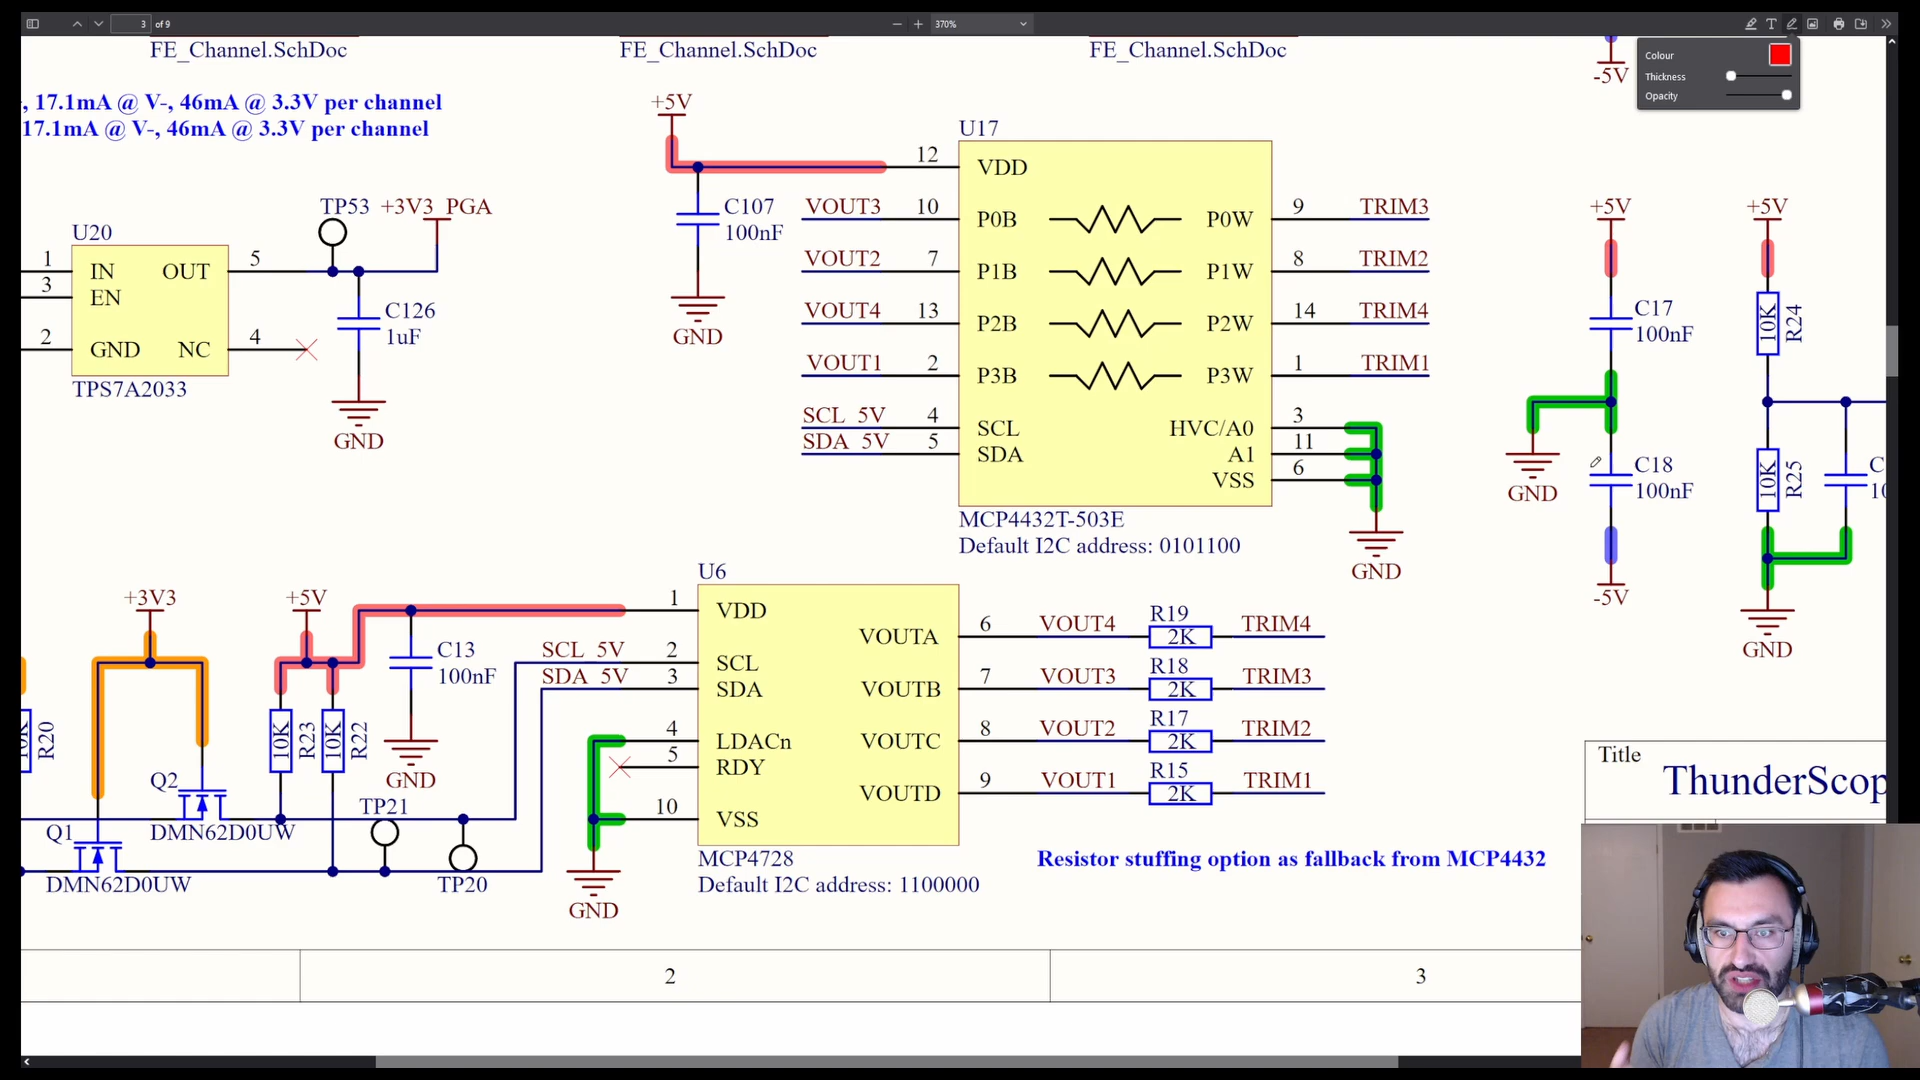 3 of 9
370%
FE_Channel.SchDoc
FE_Channel.SchDoc
FE_Channel.SchDoc
-5V
Colour
Thickness
Opacity
, 17.1mA @ V-, 46mA @ 3.3V per channel
17.1mA @ V-, 46mA @ 3.3V per channel
+5V
U17
12
VDD
C107
100nF
GND
VOUT3
10
P0B
P0W
9
TRIM3
VOUT2
7
P1B
P1W
8
TRIM2
VOUT4
13
P2B
P2W
14
TRIM4
VOUT1
2
P3B
P3W
1
TRIM1
SCL_5V
4
SCL
HVC/A0
3
SDA_5V
5
SDA
A1
11
VSS
6
MCP4432T-503E
Default I2C address: 0101100
GND
TP53
+3V3_PGA
U20
1
IN
OUT
5
3
EN
2
GND
NC
4
TPS7A2033
C126
1uF
GND
+5V
C17
100nF
GND
C18
100nF
-5V
+5V
10K
R24
10K
R25
C
10
GND
+3V3
+5V
U6
1
VDD
C13
100nF
GND
SCL_5V
2
SCL
SDA_5V
3
SDA
4
LDACn
5
RDY
10
VSS
VOUTA
6
VOUT4
R19
2K
TRIM4
VOUTB
7
VOUT3
R18
2K
TRIM3
VOUTC
8
VOUT2
R17
2K
TRIM2
VOUTD
9
VOUT1
R15
2K
TRIM1
MCP4728
Default I2C address: 1100000
GND
R20
10K
R23
10K
R22
Q2
DMN62D0UW
Q1
DMN62D0UW
TP21
TP20
Resistor stuffing option as fallback from MCP4432
Title
ThunderScop
2
3